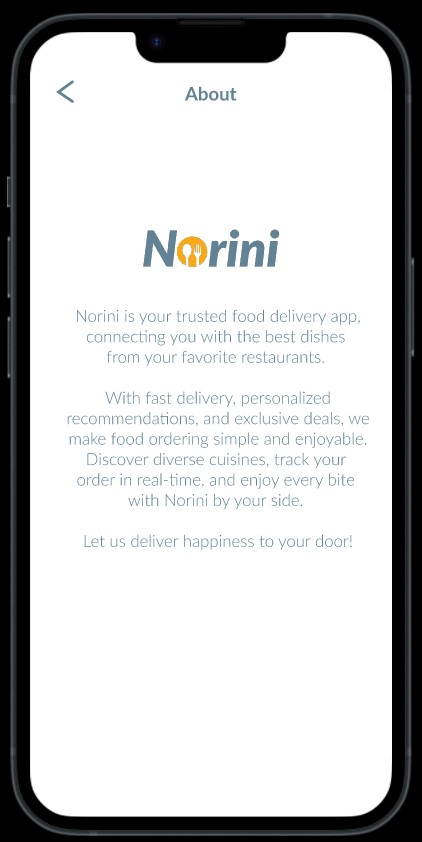 About
Norini
Norini is your trusted food delivery app,
connecting you with the best dishes
from your favorite restaurants.
With fast delivery, personalized
recommendations, and exclusive deals, we
make food ordering simple and enjoyable.
Discover diverse cuisines, track your
order in real-time, and enjoy every bite
with Norini by your side.
Let us deliver happiness to your door!